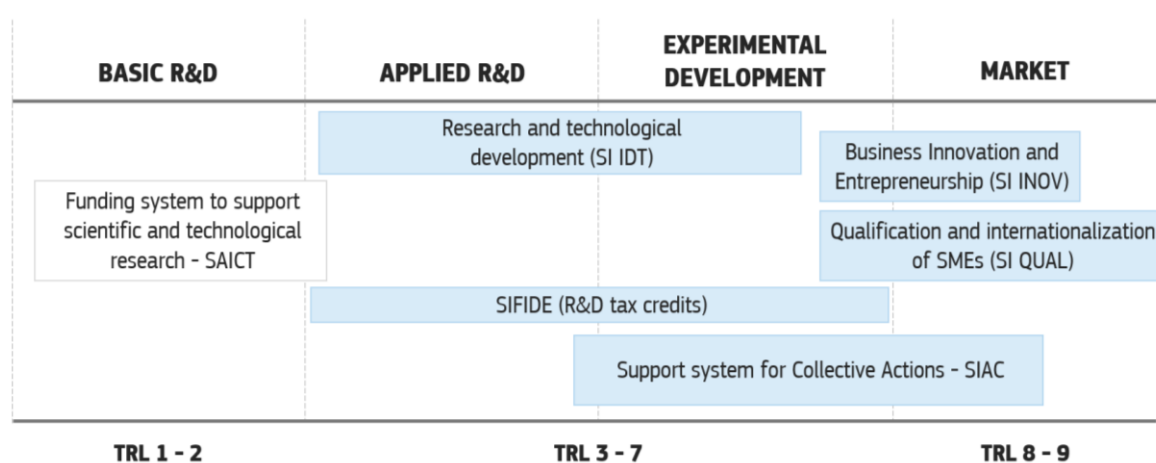 BASIC R&D
APPLIED R&D
EXPERIMENTAL
DEVELOPMENT
MARKET
Research and technological
development (SI IDT)
Business Innovation and
Entrepreneurship (SI INOV)
Funding system to support
scientific and technological
research - SAICT
Qualification and internationalization
of SMEs (SI QUAL)
SIFIDE (R&D tax credits)
Support system for Collective Actions - SIAC
TRL 1 - 2
TRL 3 - 7
TRL 8 - 9